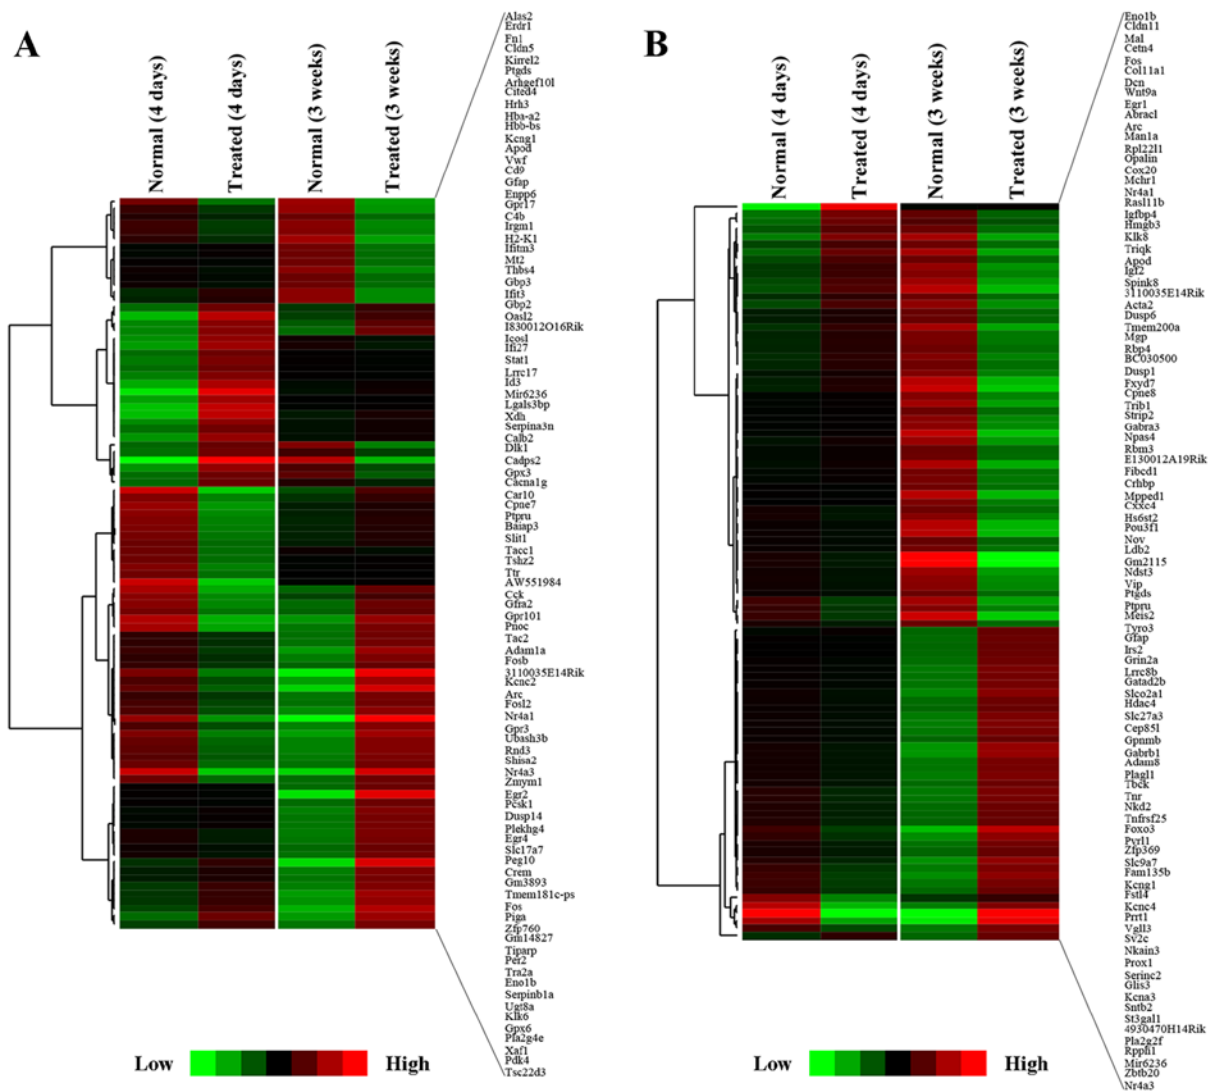 A
Normal (4 days)
Treated (4 days)
Normal (3 weeks)
Treated (3 weeks)
Alas2
Erdr1
Fn1
Cldn5
Kirrel2
Ptgds
Arhgef10l
Cited4
Hrh3
Hba-a2
Hbb-bs
Kcng1
Apod
Vwf
Cd9
Gfap
Enpp6
Gpr17
C4b
Irgm1
H2-K1
Ifitm3
Mt2
Thbs4
Gbp3
Ifit3
Gbp2
Oasl2
I830012O16Rik
Icosl
Ifi27
Stat1
Lrrc17
Id3
Mir6236
Lgals3bp
Xdh
Serpina3n
Calb2
Dlk1
Cadps2
Gpx3
Cacna1g
Car10
Cpne7
Ptpru
Baiap3
Slit1
Tacc1
Tshz2
Ttr
AW551984
Cck
Gfra2
Gpr101
Pnoc
Tac2
Adam1a
Fosb
3110035E14Rik
Kcnc2
Arc
Fosl2
Nr4a1
Gpr3
Ubash3b
Rnd3
Shisa2
Nr4a3
Zmym1
Egr2
Pcsk1
Dusp14
Plekhg4
Egr4
Slc17a7
Peg10
Crem
Gm3893
Tmem181c-ps
Fos
Piga
Zfp760
Gm14827
Tiparp
Per2
Tra2a
Eno1b
Serpinb1a
Ugt8a
Klk6
Gpx6
Pla2g4e
Xaf1
Pdk4
Tsc22d3
Low
High
B
Normal (4 days)
Treated (4 days)
Normal (3 weeks)
Treated (3 weeks)
Eno1b
Cldn11
Mal
Cetn4
Fos
Col11a1
Dcn
Wnt9a
Egr1
Abracl
Arc
Man1a
Rpl22l1
Opalin
Cox20
Mchr1
Nr4a1
Rasl11b
Igfbp4
Hmgb3
Klk8
Triqk
Apod
Igf2
Spink8
3110035E14Rik
Acta2
Dusp6
Tmem200a
Mgp
Rbp4
BC030500
Dusp1
Fxyd7
Cpne8
Trib1
Strip2
Gabra3
Npas4
Rbm3
E130012A19Rik
Fibcd1
Crhbp
Mpped1
Cxxc4
Hs6st2
Pou3f1
Nov
Ldb2
Gm2115
Ndst3
Vip
Ptgds
Ptpru
Meis2
Tyro3
Gfap
Irs2
Grin2a
Lrrc8b
Gatad2b
Slco2a1
Hdac4
Slc27a3
Cep85l
Gpnmb
Gabrb1
Adam8
Plagl1
Tbck
Tnr
Nkd2
Tnfrsf25
Foxo3
Pyrl1
Zfp369
Slc9a7
Fam135b
Kcng1
Fstl4
Kcnc4
Prrt1
Vgll3
Sv2c
Nkain3
Prox1
Serinc2
Glis3
Kcna3
Sntb2
St3gal1
4930470H14Rik
Pla2g2f
Rpph1
Mir6236
Zbtb20
Nr4a3
Low
High